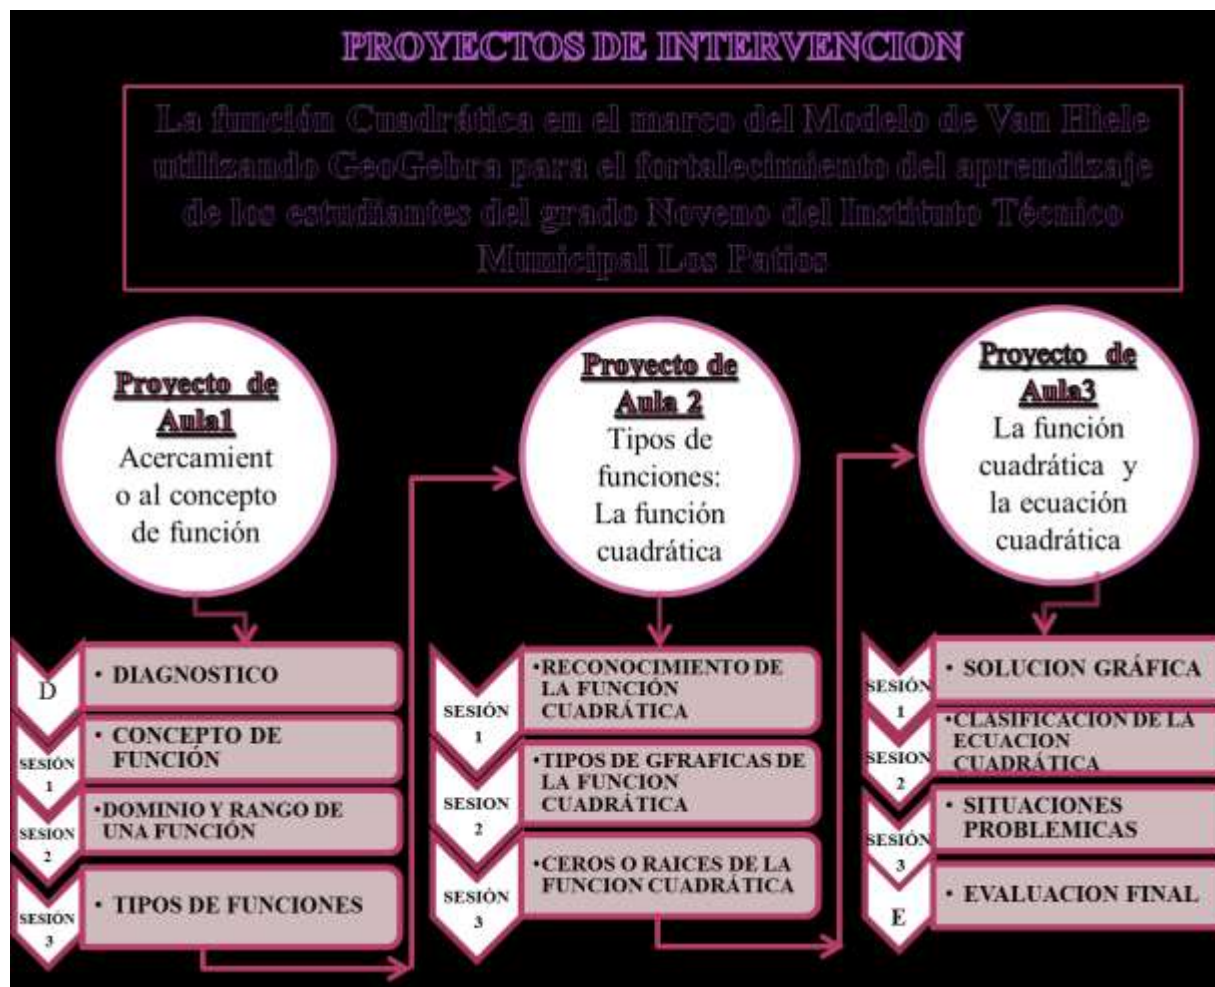 PROYECTOS DE INTERVENCION
La función Cuadrática en el marco del Modelo de Van Hiele
utilizando GeoGebra para el fortalecimiento del aprendizaje
de los estudiantes del grado Noveno del Instituto Técnico
Municipal Los Patios
Proyecto de
Aula1
Acercamient
o al concepto
de función
D
• DIAGNOSTICO
SESIÓN
1
• CONCEPTO DE
FUNCIÓN
SESION
2
•DOMINIO Y RANGO DE
UNA FUNCIÓN
SESIÓN
3
• TIPOS DE FUNCIONES
Proyecto de
Aula 2
Tipos de
funciones:
La función
cuadrática
SESIÓN
1
•RECONOCIMIENTO DE
LA FUNCIÓN
CUADRÁTICA
SESIÓN
2
•TIPOS DE GFRAFICAS DE
LA FUNCION
CUADRÁTICA
SESIÓN
3
•CEROS O RAICES DE LA
FUNCION CUADRÁTICA
Proyecto de
Aula3
La función
cuadrática y
la ecuación
cuadrática
SESIÓN
1
• SOLUCION GRÁFICA
SESION
2
•CLASIFICACION DE LA
ECUACION
CUADRÁTICA
SESIÓN
3
• SITUACIONES
PROBLEMICAS
E
• EVALUACION FINAL